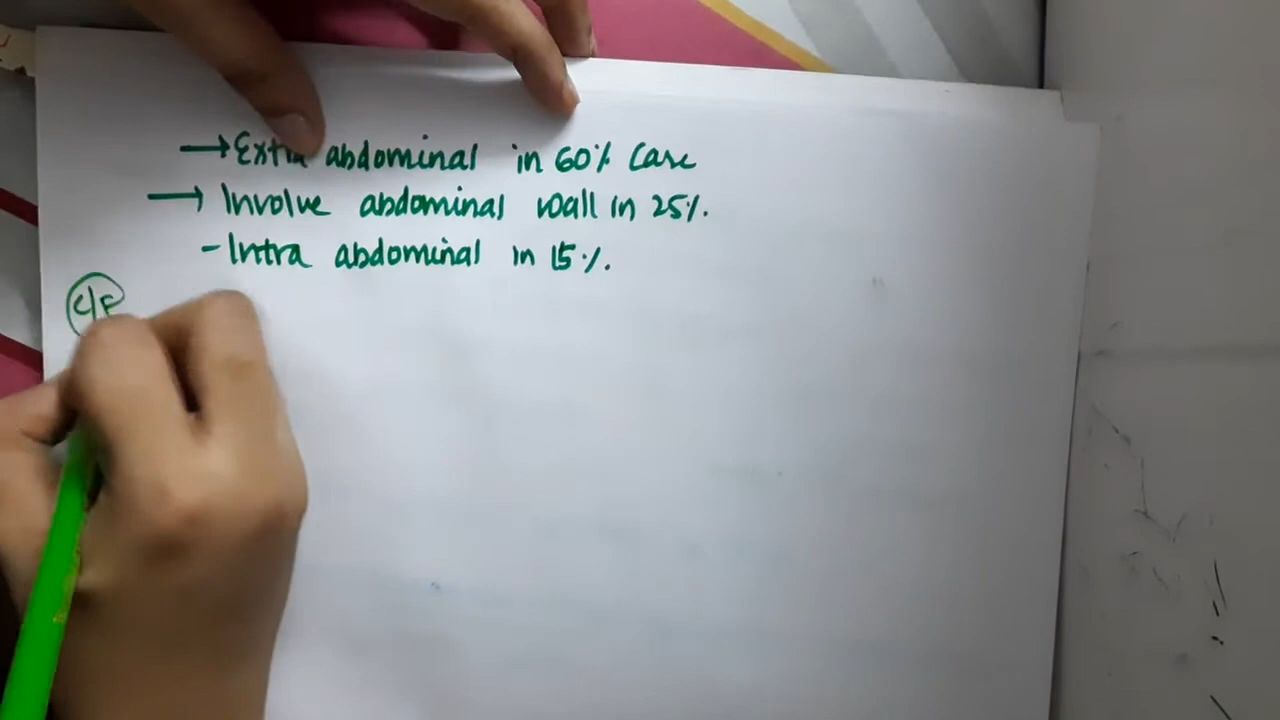 → Extra abdominal in 60% Case
→ Involve abdominal wall in 25%.
- Intra abdominal in 15%.
C/F